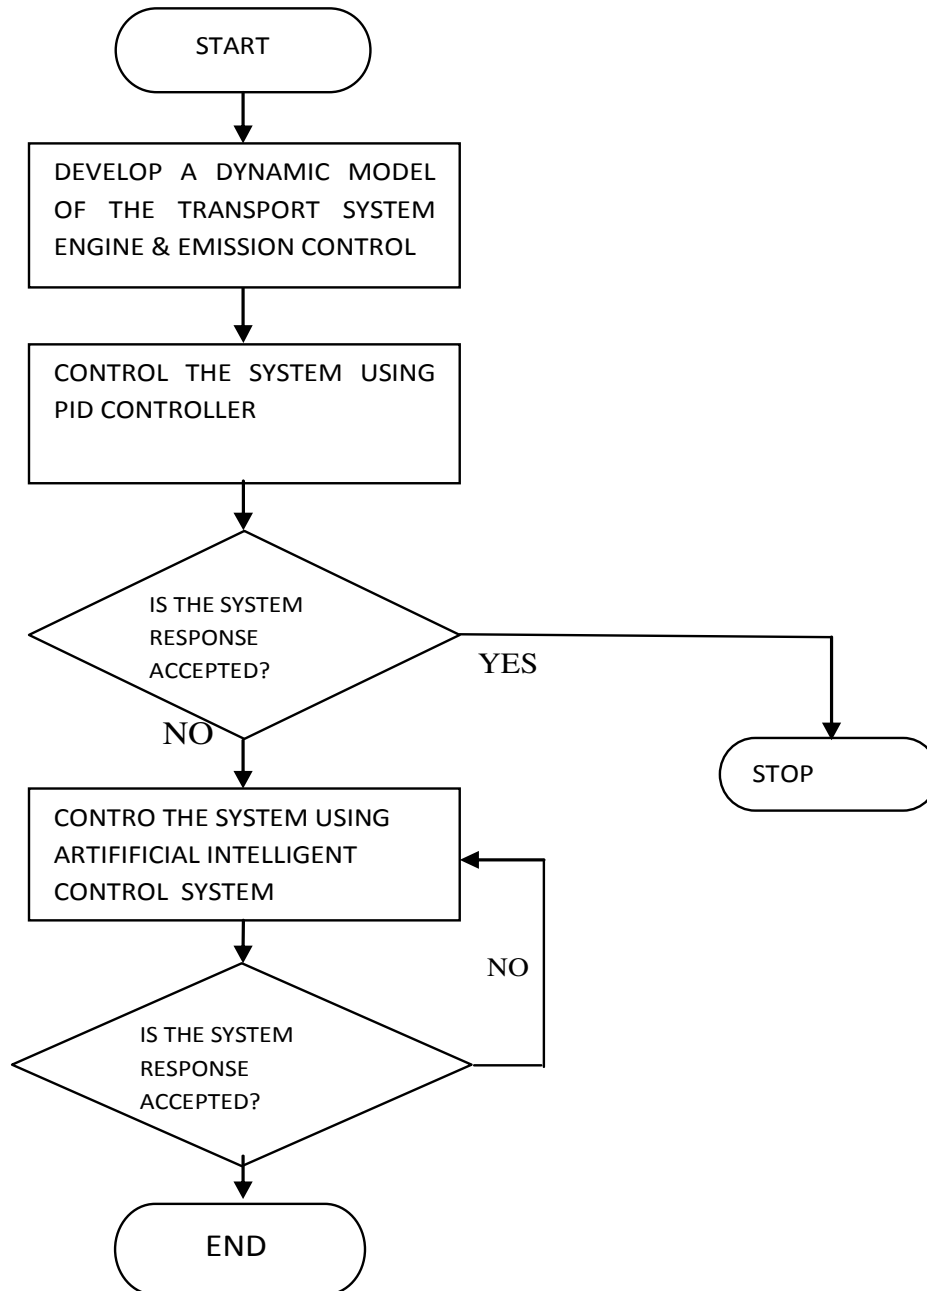 START
DEVELOP A DYNAMIC MODEL
OF THE TRANSPORT SYSTEM
ENGINE & EMISSION CONTROL
CONTROL THE SYSTEM USING
PID CONTROLLER
IS THE SYSTEM
RESPONSE
ACCEPTED?
YES
NO
STOP
CONTRO THE SYSTEM USING
ARTIFIFICIAL INTELLIGENT
CONTROL SYSTEM
NO
IS THE SYSTEM
RESPONSE
ACCEPTED?
END